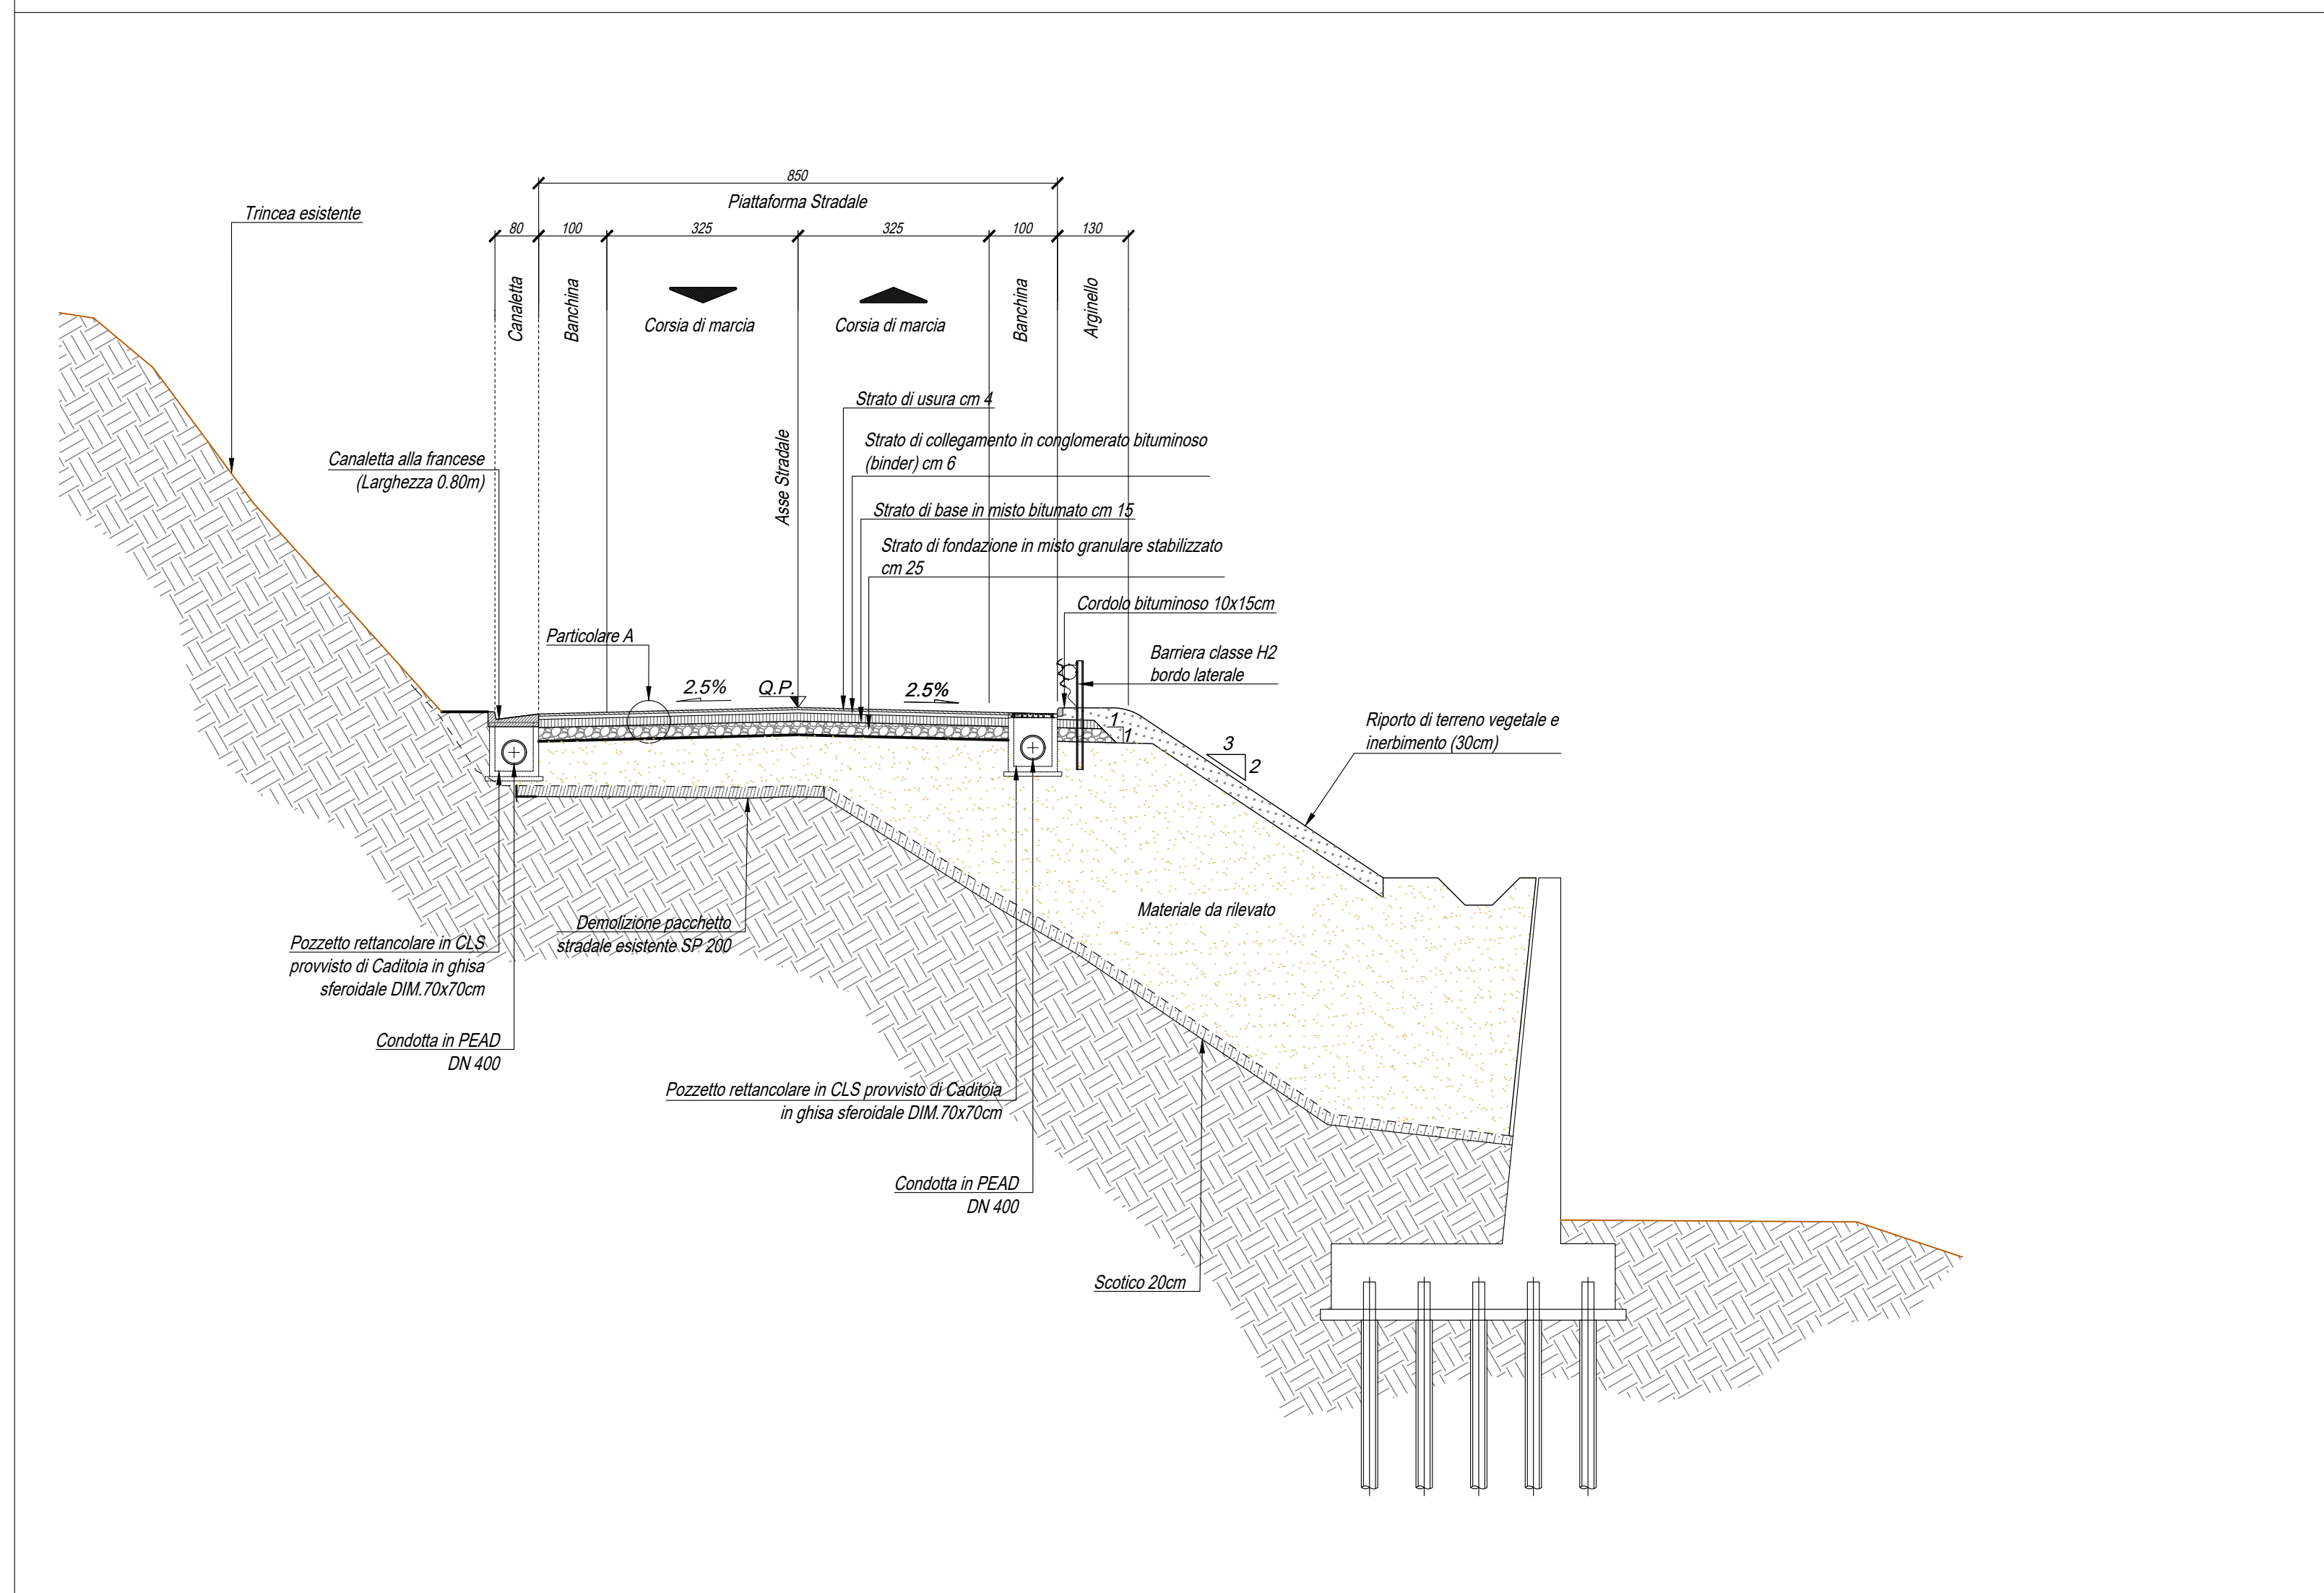 850
Piattaforma Stradale
Trincea esistente
80
100
325
325
100
130
Canaletta
Banchina
Corsia di marcia
Corsia di marcia
Banchina
Arginello
Strato di usura cm 4
Asse Stradale
Strato di collegamento in conglomerato bituminoso
(binder) cm 6
Canaletta alla francese
(Larghezza 0.80m)
Strato di base in misto bitumato cm 15
Strato di fondazione in misto granulare stabilizzato
cm 25
Cordolo bituminoso 10x15cm
Particolare A
Barriera classe H2
bordo laterale
2.5%
Q.P.
2.5%
1
1
3
2
Riporto di terreno vegetale e
inerbimento (30cm)
Materiale da rilevato
Demolizione pacchetto
stradale esistente SP 200
Pozzetto rettancolare in CLS
provvisto di Caditoia in ghisa
sferoidale DIM.70x70cm
Condotta in PEAD
DN 400
Pozzetto rettancolare in CLS provvisto di Caditoia
in ghisa sferoidale DIM.70x70cm
Condotta in PEAD
DN 400
Scotico 20cm